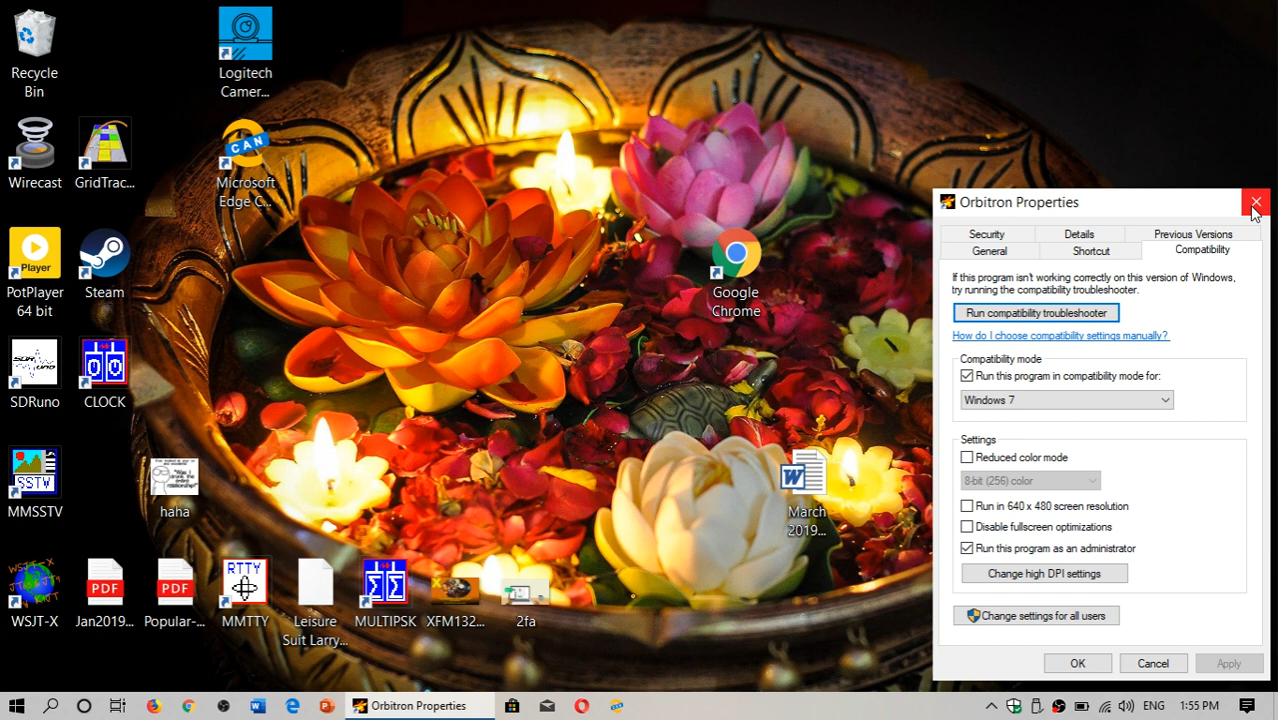 Recycle
Bin
Logitech
Camer...
Wirecast
GridTrac...
CAN
Microsoft
Edge C...
Player
PotPlayer
64 bit
Steam
Google
Chrome
SDRuno
CLOCK
SSTV
MMSSTV
haha
W
March
2019...
WSJT-X
PDF
Jan2019...
PDF
Popular-...
RTTY
MMTTY
Leisure
Suit Larry...
MULTIPSK
XFM132...
2fa
Orbitron Properties
Security
Details
Previous Versions
General
Shortcut
Compatibility
If this program isn't working correctly on this version of Windows,
try running the compatibility troubleshooter.
Run compatibility troubleshooter
How do I choose compatibility settings manually?
Compatibility mode
Run this program in compatibility mode for:
Windows 7
Settings
Reduced color mode
8-bit (256) color
Run in 640 x 480 screen resolution
Disable fullscreen optimizations
Run this program as an administrator
Change high DPI settings
Change settings for all users
OK
Cancel
Apply
Orbitron Properties
ENG
1:55 PM